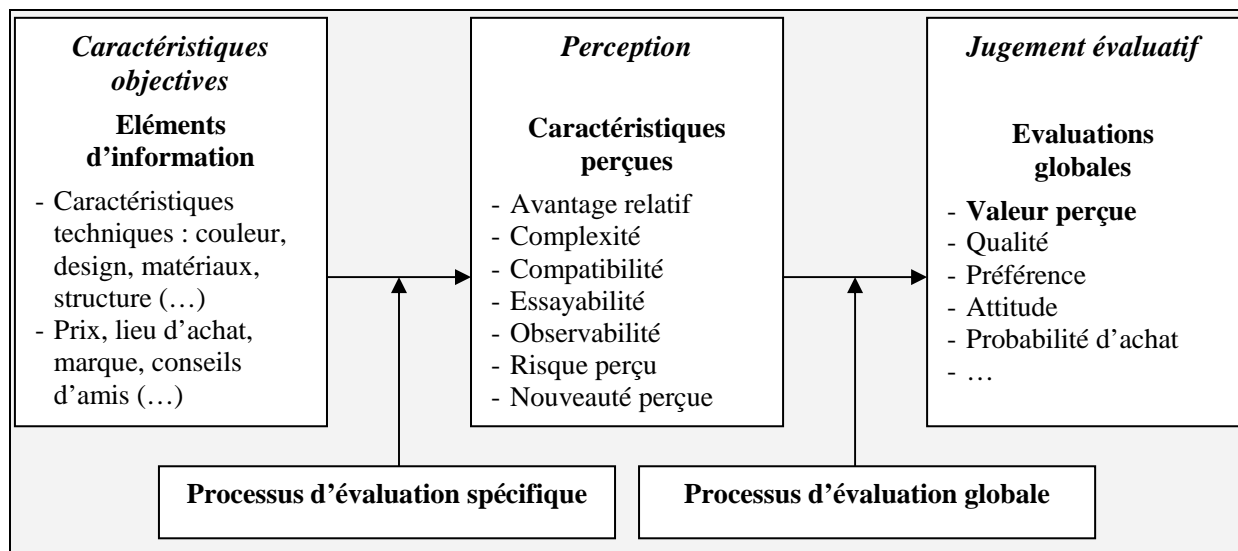 Caractéristiques
objectives
Eléments
d’information
- Caractéristiques
techniques : couleur,
design, matériaux,
structure (…)
- Prix, lieu d’achat,
marque, conseils
d’amis (…)
Perception
Caractéristiques
perçues
- Avantage relatif
- Complexité
- Compatibilité
- Essayabilité
- Observabilité
- Risque perçu
- Nouveauté perçue
Jugement évaluatif
Evaluations
globales
- Valeur perçue
- Qualité
- Préférence
- Attitude
- Probabilité d’achat
- …
Processus d’évaluation spécifique
Processus d’évaluation globale